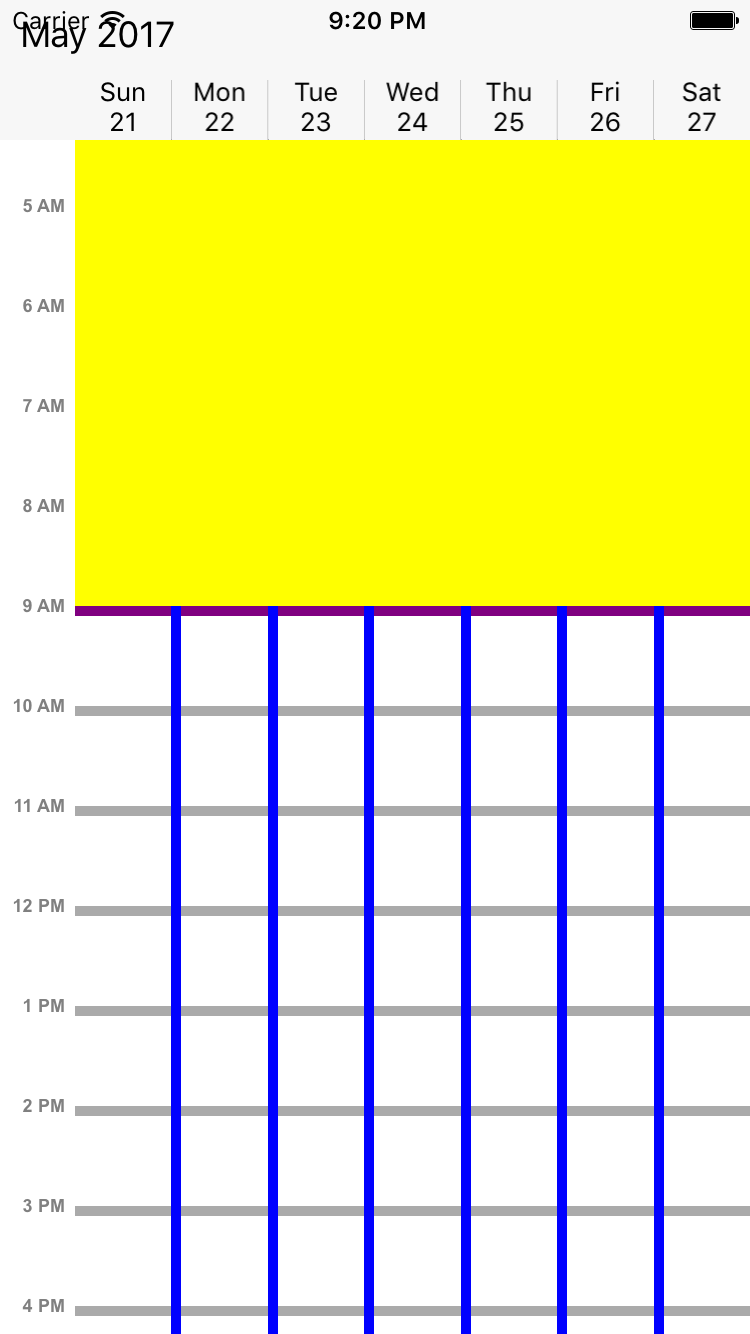 Carrier 9:20 PM
May 2017
Sun Mon Tue Wed Thu Fri Sat
21 22 23 24 25 26 27
5 AM
6 AM
7 AM
8 AM
9 AM
10 AM
11 AM
12 PM
1 PM
2 PM
3 PM
4 PM